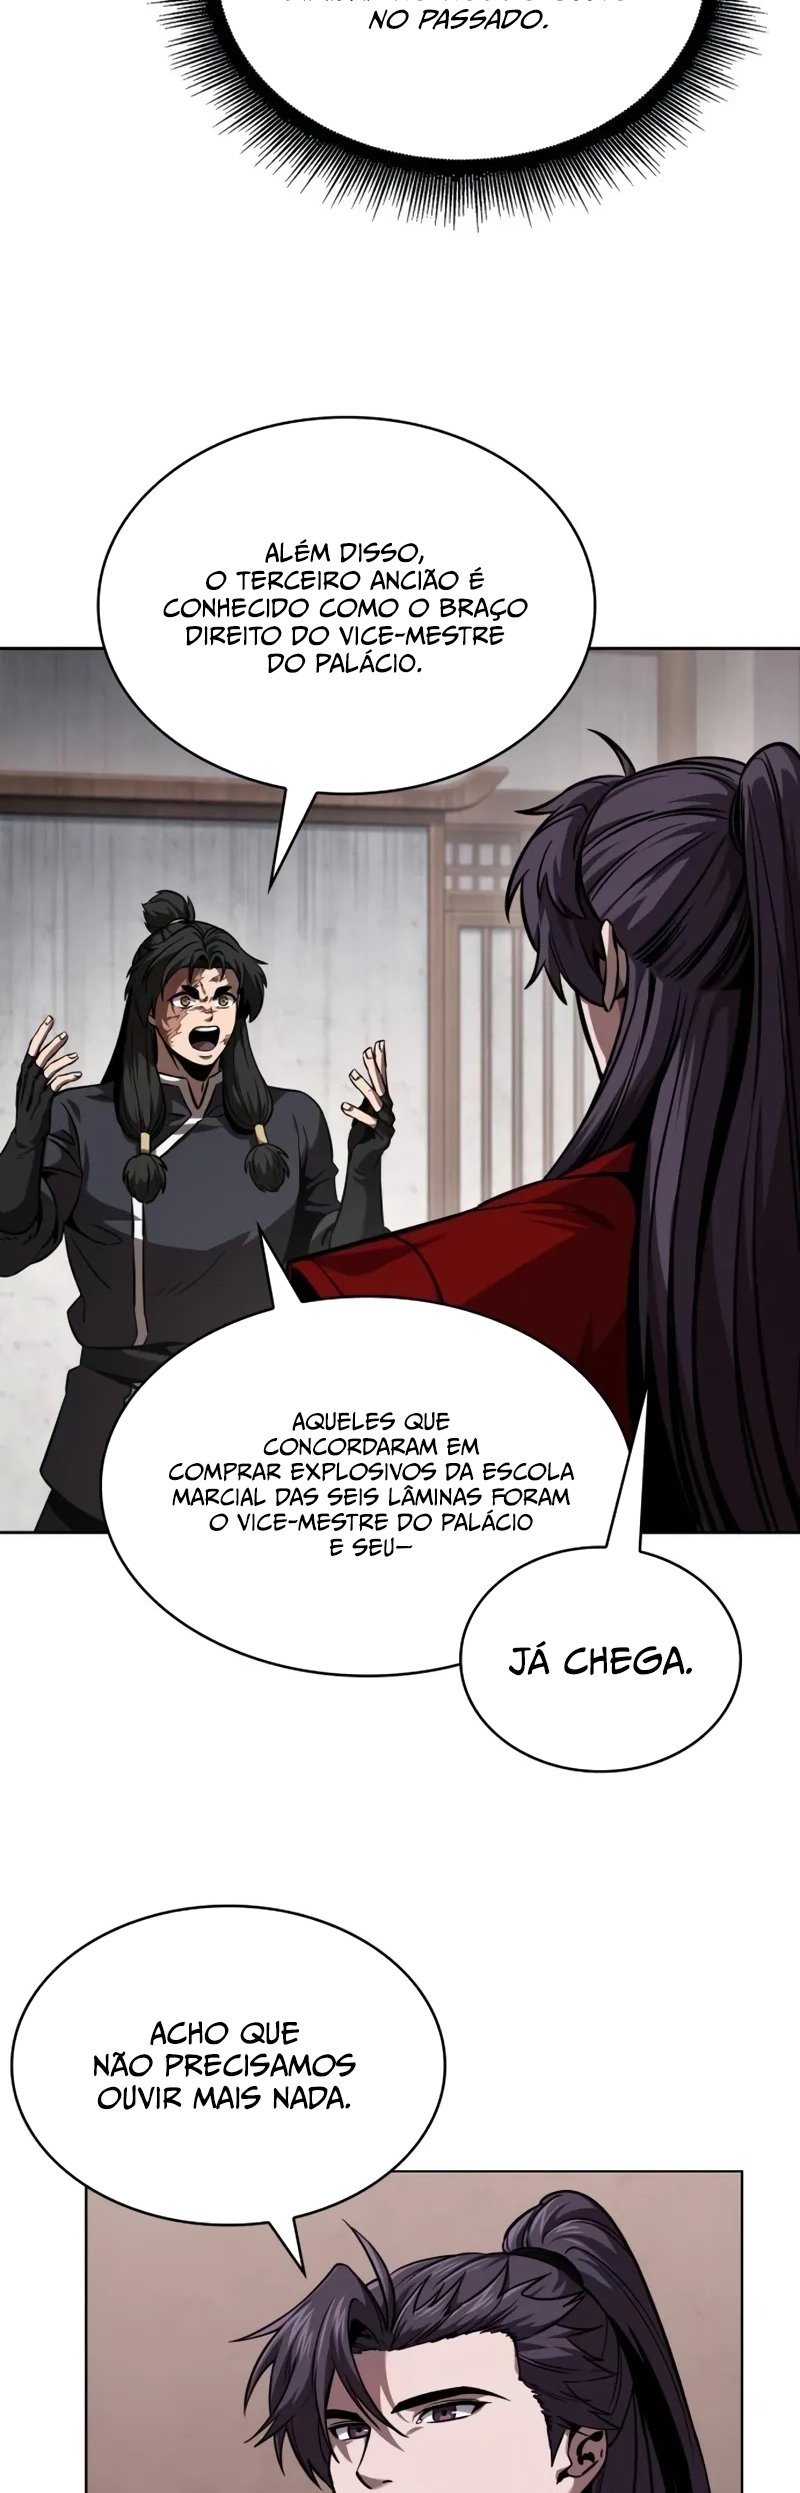 NO PASSADO.
ALÉM DISSO,
O TERCEIRO ANCIÃO É
CONHECIDO COMO O BRAÇO
DIREITO DO VICE-MESTRE
DO PALÁCIO.
AQUELES QUE
CONCORDARAM EM
COMPRAR EXPLOSIVOS DA ESCOLA
MARCIAL DAS SEIS LÂMINAS FORAM
O VICE-MESTRE DO PALÁCIO
E SEU—
JÁ CHEGA.
ACHO QUE
NÃO PRECISAMOS
OUVIR MAIS NADA.